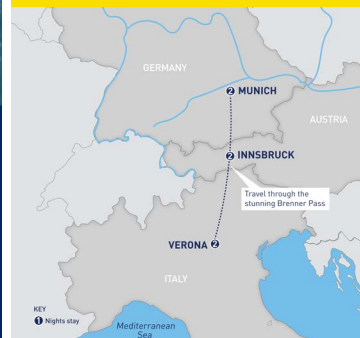 GERMANY
2 MUNICH
AUSTRIA
2 INNSBRUCK
Travel through the
stunning Brenner Pass
VERONA 2
ITALY
KEY
1 Nights stay
Mediterranean
Sea